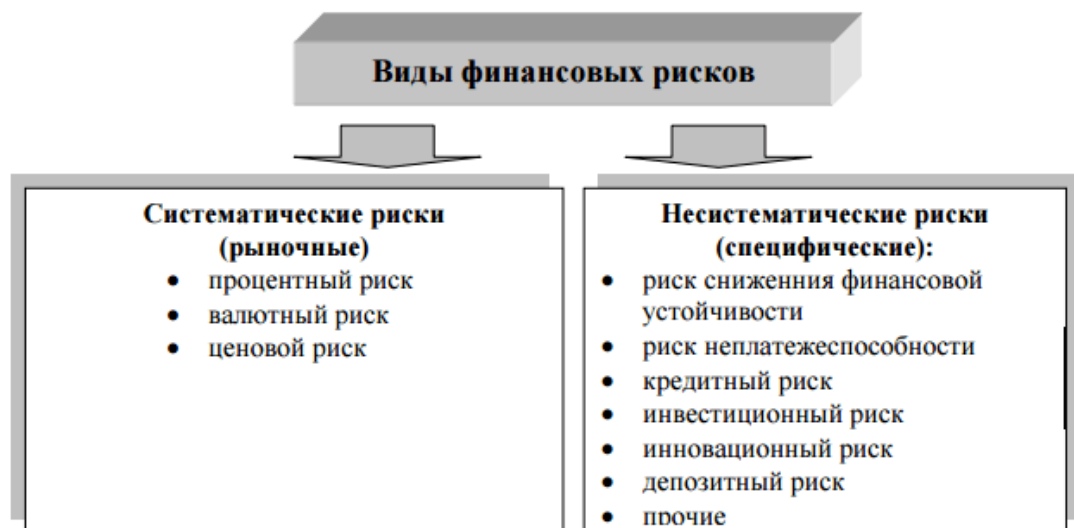 Виды финансовых рисков
Систематические риски
(рыночные)
• процентный риск
• валютный риск
• ценовой риск
Несистематические риски
(специфические):
• риск сниженния финансовой
устойчивости
• риск неплатежеспособности
• кредитный риск
• инвестиционный риск
• инновационный риск
• депозитный риск
• прочие